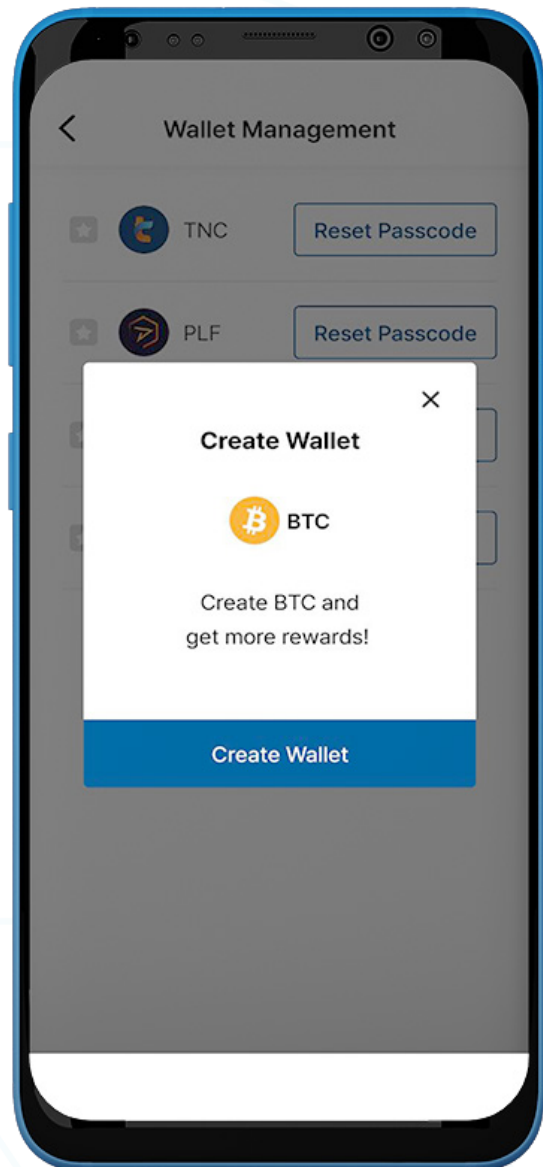 Wallet Management
TNC
Reset Passcode
PLF
Reset Passcode
Create Wallet
BTC
Create BTC and
get more rewards!
Create Wallet